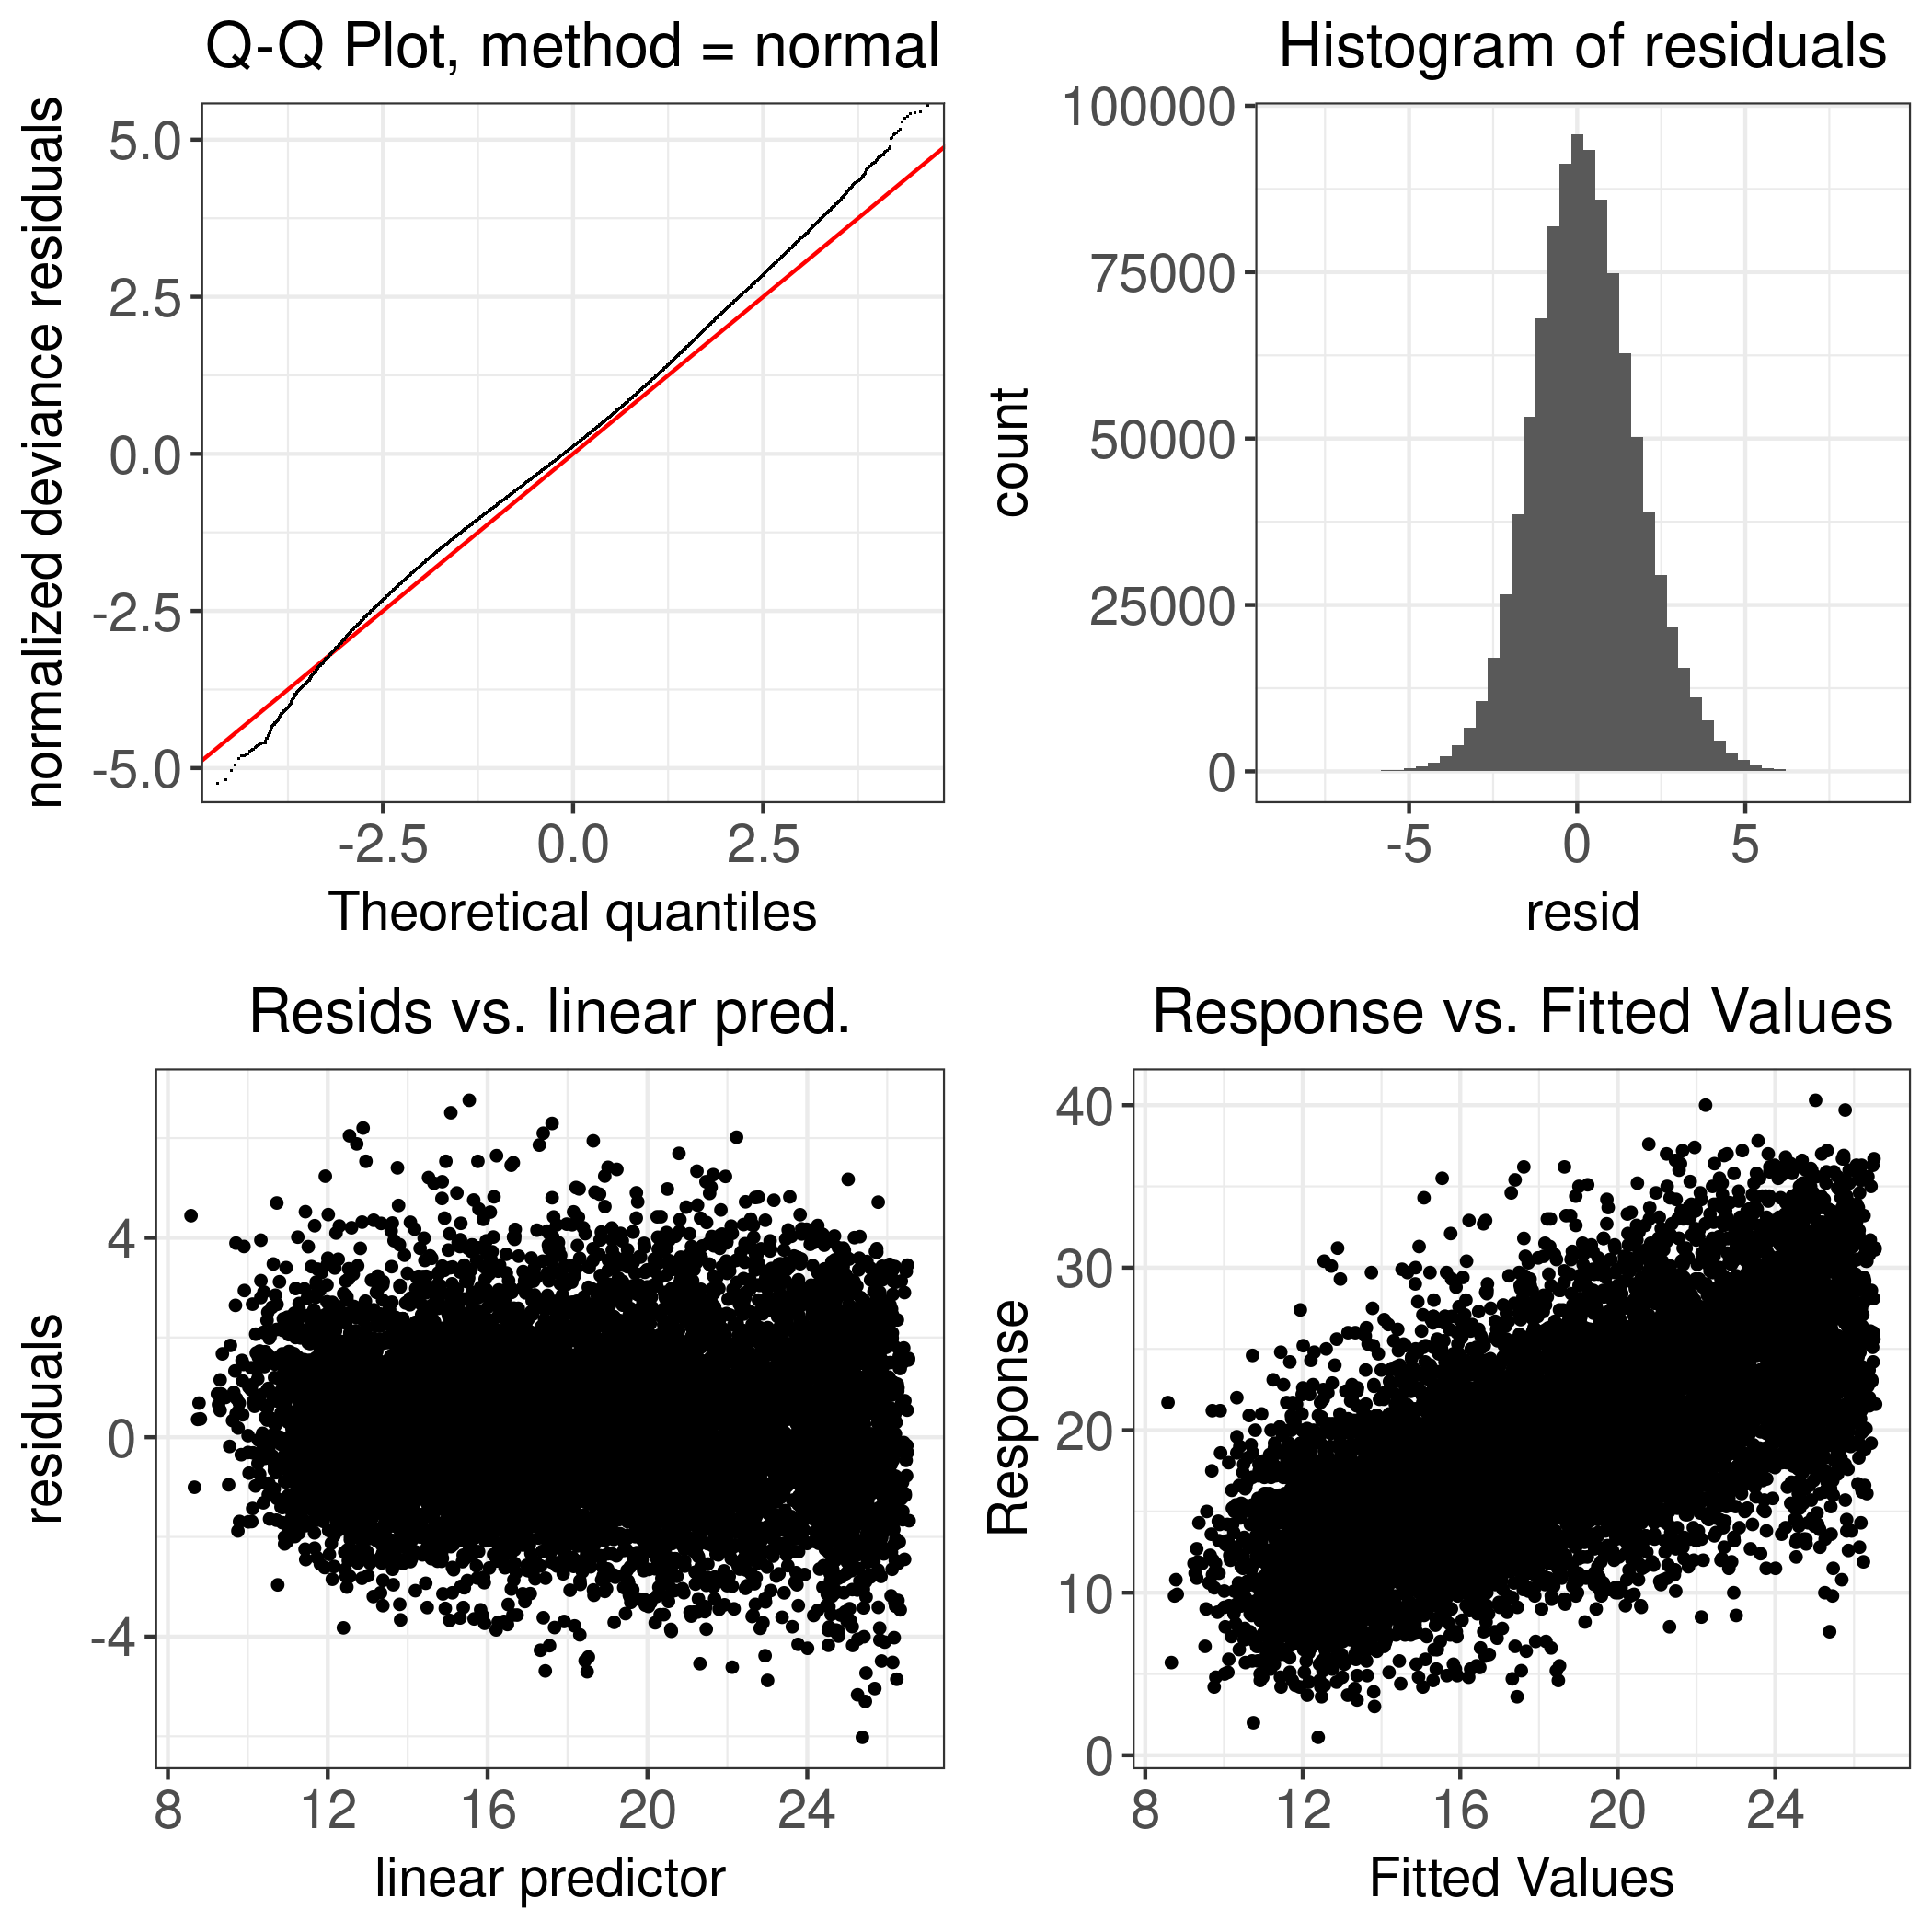 Q-Q Plot, method = normal
normalized deviance residuals
5.0
2.5
0.0
-2.5
-5.0
-2.5 0.0 2.5
Theoretical quantiles
Histogram of residuals
count
100000
75000
50000
25000
0
-5 0 5
resid
Resids vs. linear pred.
residuals
4
0
-4
8 12 16 20 24
linear predictor
Response vs. Fitted Values
Response
40
30
20
10
0
8 12 16 20 24
Fitted Values